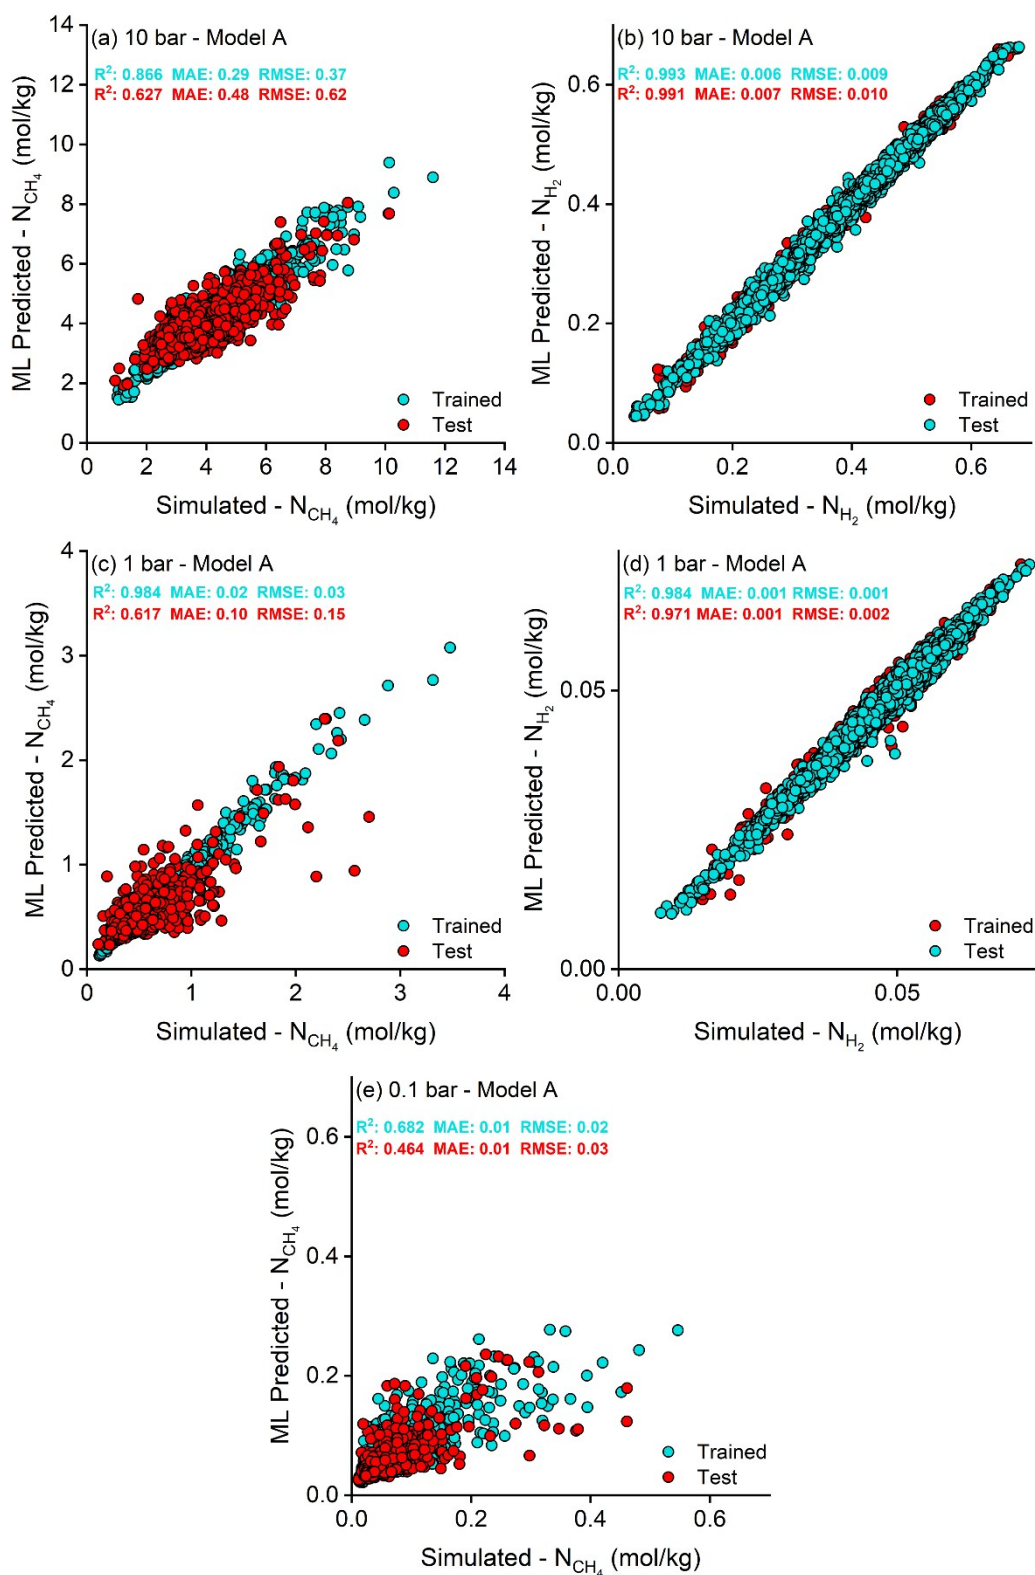 (a) 10 bar - Model A
R²: 0.866 MAE: 0.29 RMSE: 0.37
R²: 0.627 MAE: 0.48 RMSE: 0.62
14
12
10
8
6
4
2
0
ML Predicted - N_CH₄ (mol/kg)
Trained
Test
0 2 4 6 8 10 12 14
Simulated - N_CH₄ (mol/kg)
(b) 10 bar - Model A
R²: 0.993 MAE: 0.006 RMSE: 0.009
R²: 0.991 MAE: 0.007 RMSE: 0.010
0.6
0.4
0.2
0.0
ML Predicted - N_H₂ (mol/kg)
Trained
Test
0.0 0.2 0.4 0.6
Simulated - N_H₂ (mol/kg)
(c) 1 bar - Model A
R²: 0.984 MAE: 0.02 RMSE: 0.03
R²: 0.617 MAE: 0.10 RMSE: 0.15
4
3
2
1
0
ML Predicted - N_CH₄ (mol/kg)
Trained
Test
0 1 2 3 4
Simulated - N_CH₄ (mol/kg)
(d) 1 bar - Model A
R²: 0.984 MAE: 0.001 RMSE: 0.001
R²: 0.971 MAE: 0.001 RMSE: 0.002
0.05
0.00
ML Predicted - N_H₂ (mol/kg)
Trained
Test
0.00 0.05
Simulated - N_H₂ (mol/kg)
(e) 0.1 bar - Model A
R²: 0.682 MAE: 0.01 RMSE: 0.02
R²: 0.464 MAE: 0.01 RMSE: 0.03
0.6
0.4
0.2
0.0
ML Predicted - N_CH₄ (mol/kg)
Trained
Test
0.0 0.2 0.4 0.6
Simulated - N_CH₄ (mol/kg)